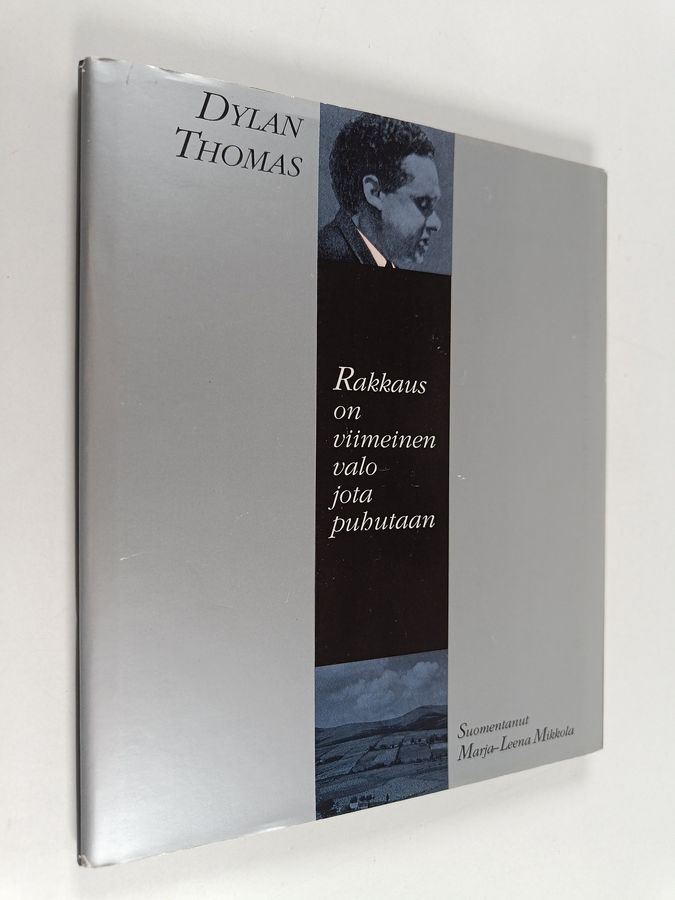 DYLAN
THOMAS
Rakkaus
on
viimeinen
valo
jota
puhutaan
Suomentanut
Marja-Leena Mikkola